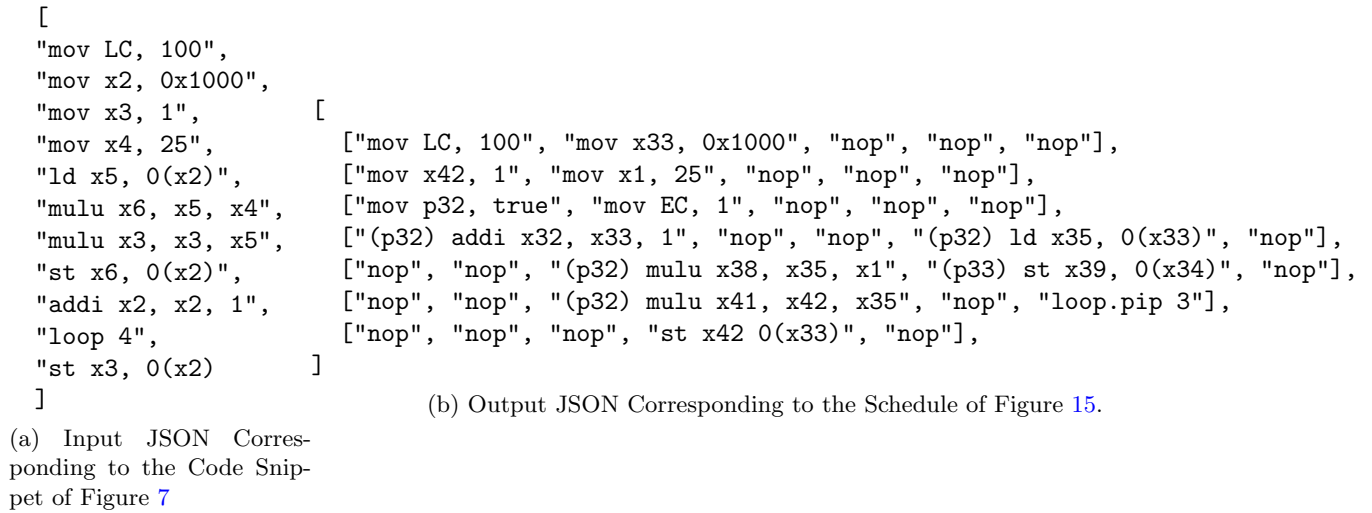 [
"mov LC, 100",
"mov x2, 0x1000",
"mov x3, 1",
"mov x4, 25",
"ld x5, 0(x2)",
"mulu x6, x5, x4",
"mulu x3, x3, x5",
"st x6, 0(x2)",
"addi x2, x2, 1",
"loop 4",
"st x3, 0(x2)
]
(a) Input JSON Corres-
ponding to the Code Snip-
pet of Figure 7
[
["mov LC, 100", "mov x33, 0x1000", "nop", "nop", "nop"],
["mov x42, 1", "mov x1, 25", "nop", "nop", "nop"],
["mov p32, true", "mov EC, 1", "nop", "nop", "nop"],
["(p32) addi x32, x33, 1", "nop", "nop", "(p32) ld x35, 0(x33)", "nop"],
["nop", "nop", "(p32) mulu x38, x35, x1", "(p33) st x39, 0(x34)", "nop"],
["nop", "nop", "(p32) mulu x41, x42, x35", "nop", "loop.pip 3"],
["nop", "nop", "nop", "st x42 0(x33)", "nop"],
]
(b) Output JSON Corresponding to the Schedule of Figure 15.